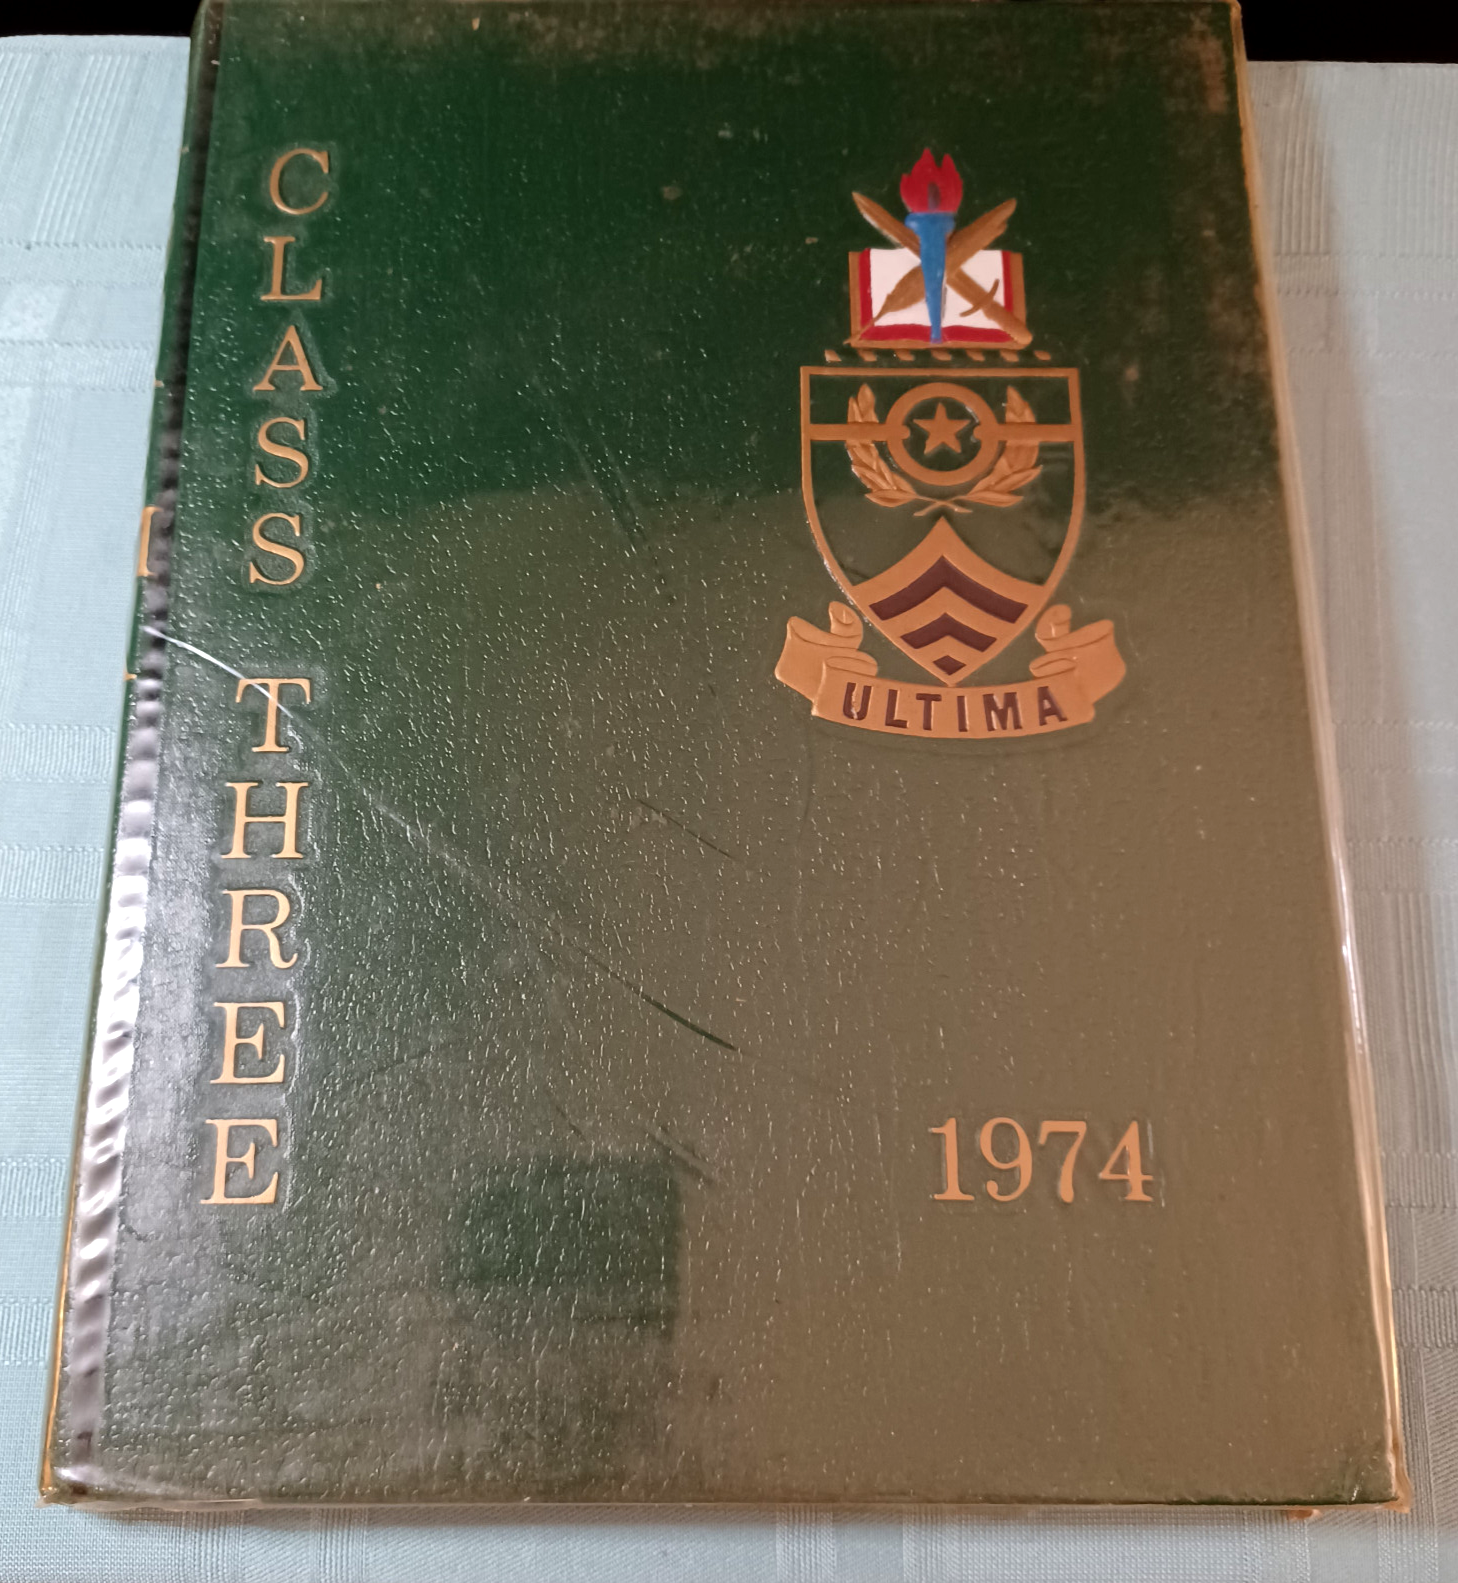 CLASS THREE
ULTIMA
1974